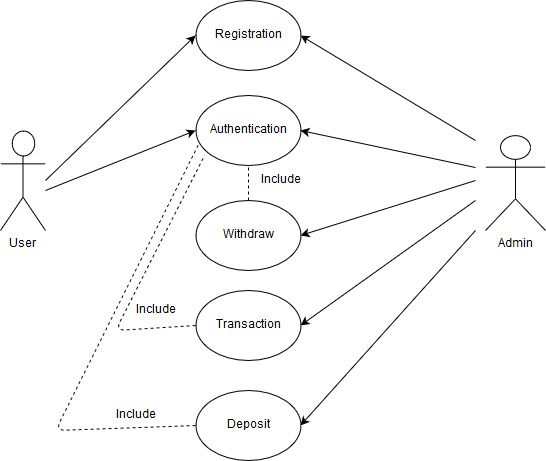 Registration
Authentication
Include
User
Withdraw
Admin
Include
Transaction
Include
Deposit